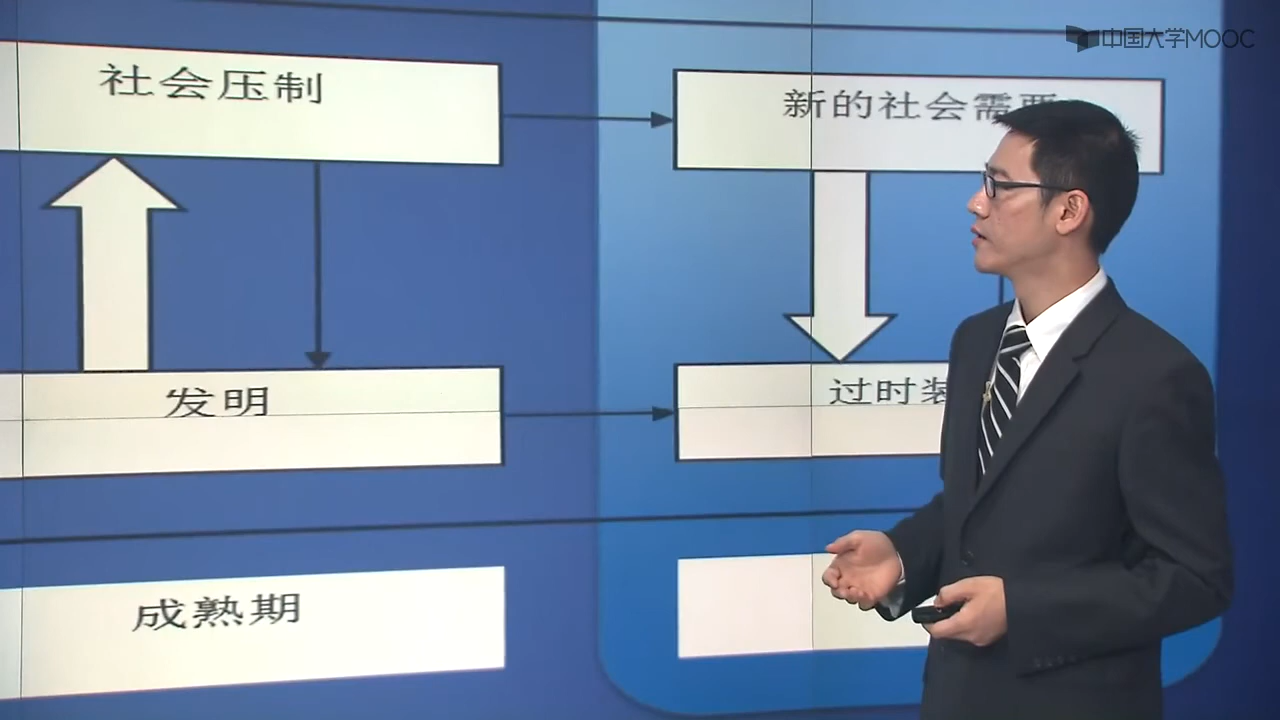 中国大学MOOC
社会压制
新的社会需
发明
过时装
成熟期